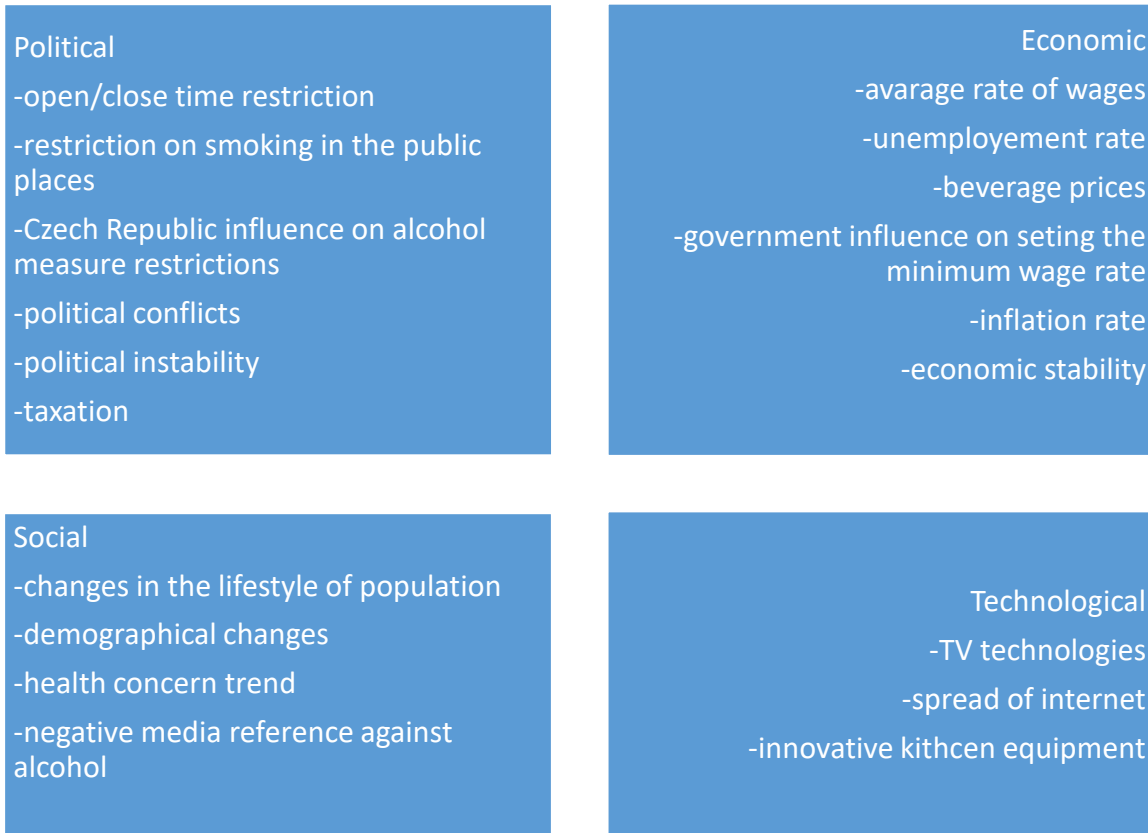 Political
-open/close time restriction
-restriction on smoking in the public
places
-Czech Republic influence on alcohol
measure restrictions
-political conflicts
-political instability
-taxation
Economic
-avarage rate of wages
-unemployement rate
-beverage prices
-government influence on seting the
minimum wage rate
-inflation rate
-economic stability
Social
-changes in the lifestyle of population
-demographical changes
-health concern trend
-negative media reference against
alcohol
Technological
-TV technologies
-spread of internet
-innovative kithcen equipment